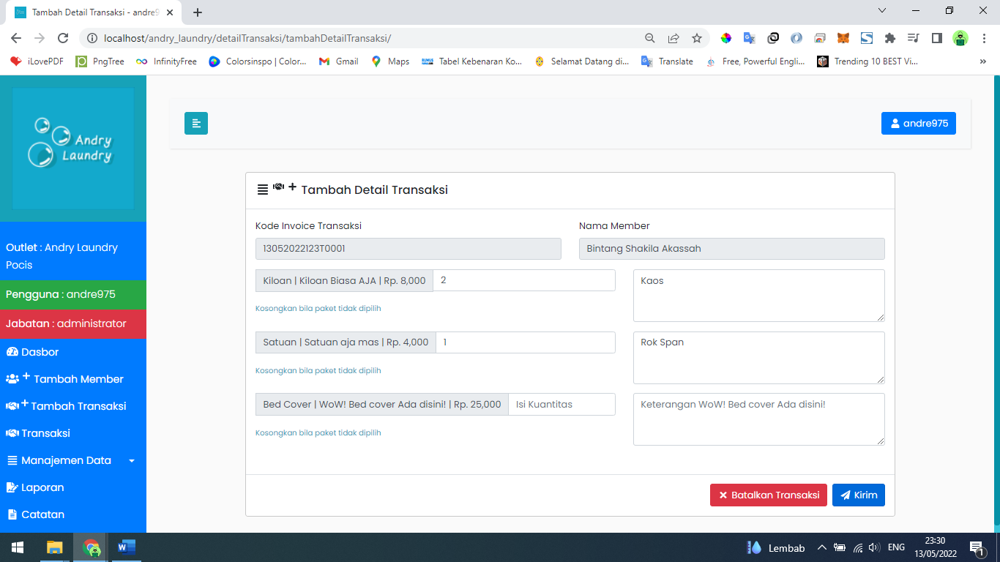 Tambah Detail Transaksi - andre9
localhost/andry_laundry/detailTransaksi/tambahDetailTransaksi/
iLovePDF PngTree InfinityFree Colorsinspo | Color... Gmail Maps Tabel Kebenaran Ko... Selamat Datang di... Translate Free, Powerful Engli... Trending 10 BEST Vi... »
Andry
Laundry
andre975
Outlet : Andry Laundry
Pocis
Pengguna : andre975
Jabatan : administrator
Dasbor
Tambah Member
Tambah Transaksi
Transaksi
Manajemen Data
Laporan
Catatan
Tambah Detail Transaksi
Kode Invoice Transaksi Nama Member
13052022123T0001 Bintang Shakila Akassah
Kiloan | Kiloan Biasa AJA | Rp. 8,000 2 Kaos
Kosongkan bila paket tidak dipilih
Satuan | Satuan aja mas | Rp. 4,000 1 Rok Span
Kosongkan bila paket tidak dipilih
Bed Cover | WoW! Bed cover Ada disini! | Rp. 25,000 Isi Kuantitas Keterangan WoW! Bed cover Ada disini!
Kosongkan bila paket tidak dipilih
Batalkan Transaksi Kirim
Lembab ENG 23:30
13/05/2022
1